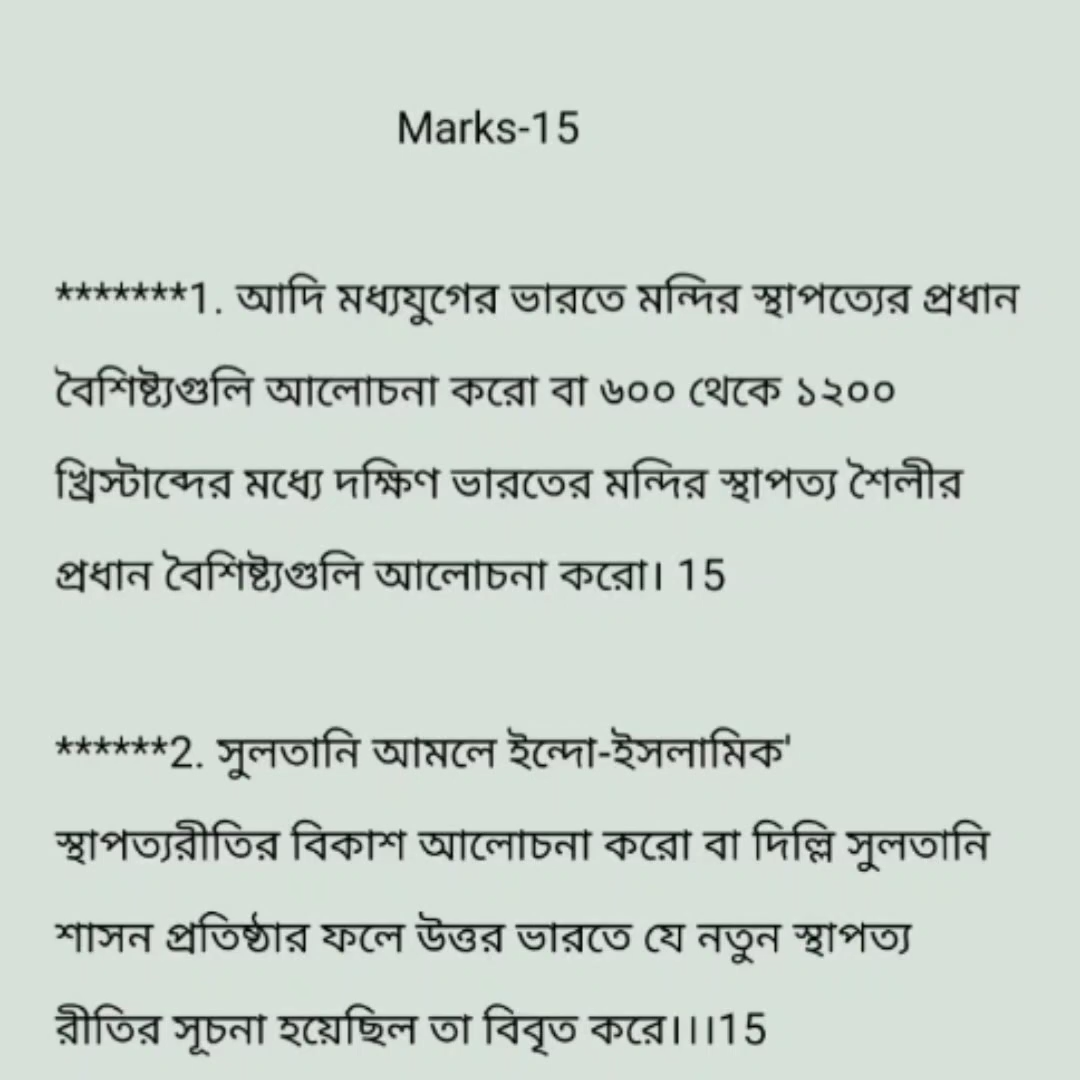 Marks-15
*******1. আদি মধ্যযুগের ভারতে মন্দির স্থাপত্যের প্রধান
বৈশিষ্ট্যগুলি আলোচনা করো বা ৬০০ থেকে ১২০০
খ্রিস্টাব্দের মধ্যে দক্ষিণ ভারতের মন্দির স্থাপত্য শৈলীর
প্রধান বৈশিষ্ট্যগুলি আলোচনা করো। 15
******2. সুলতানি আমলে ইন্দো-ইসলামিক'
স্থাপত্যরীতির বিকাশ আলোচনা করো বা দিল্লি সুলতানি
শাসন প্রতিষ্ঠার ফলে উত্তর ভারতে যে নতুন স্থাপত্য
রীতির সূচনা হয়েছিল তা বিবৃত করে।।।15